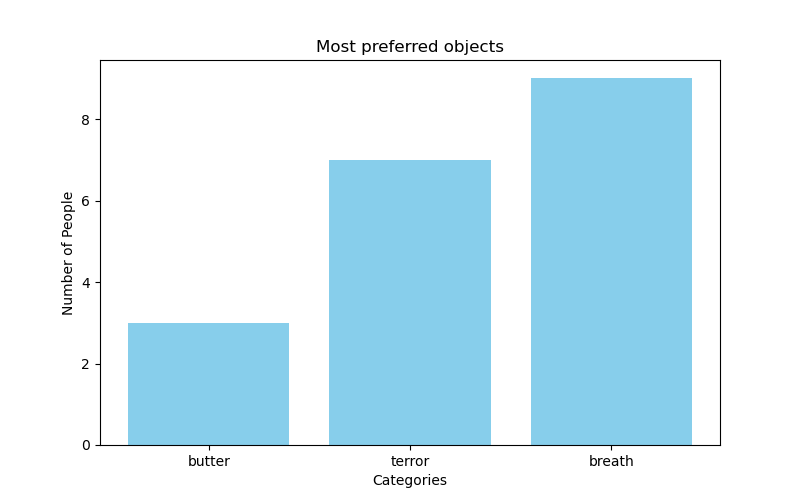 Most preferred objects
Number of People
8
6
4
2
0
butter terror breath
Categories